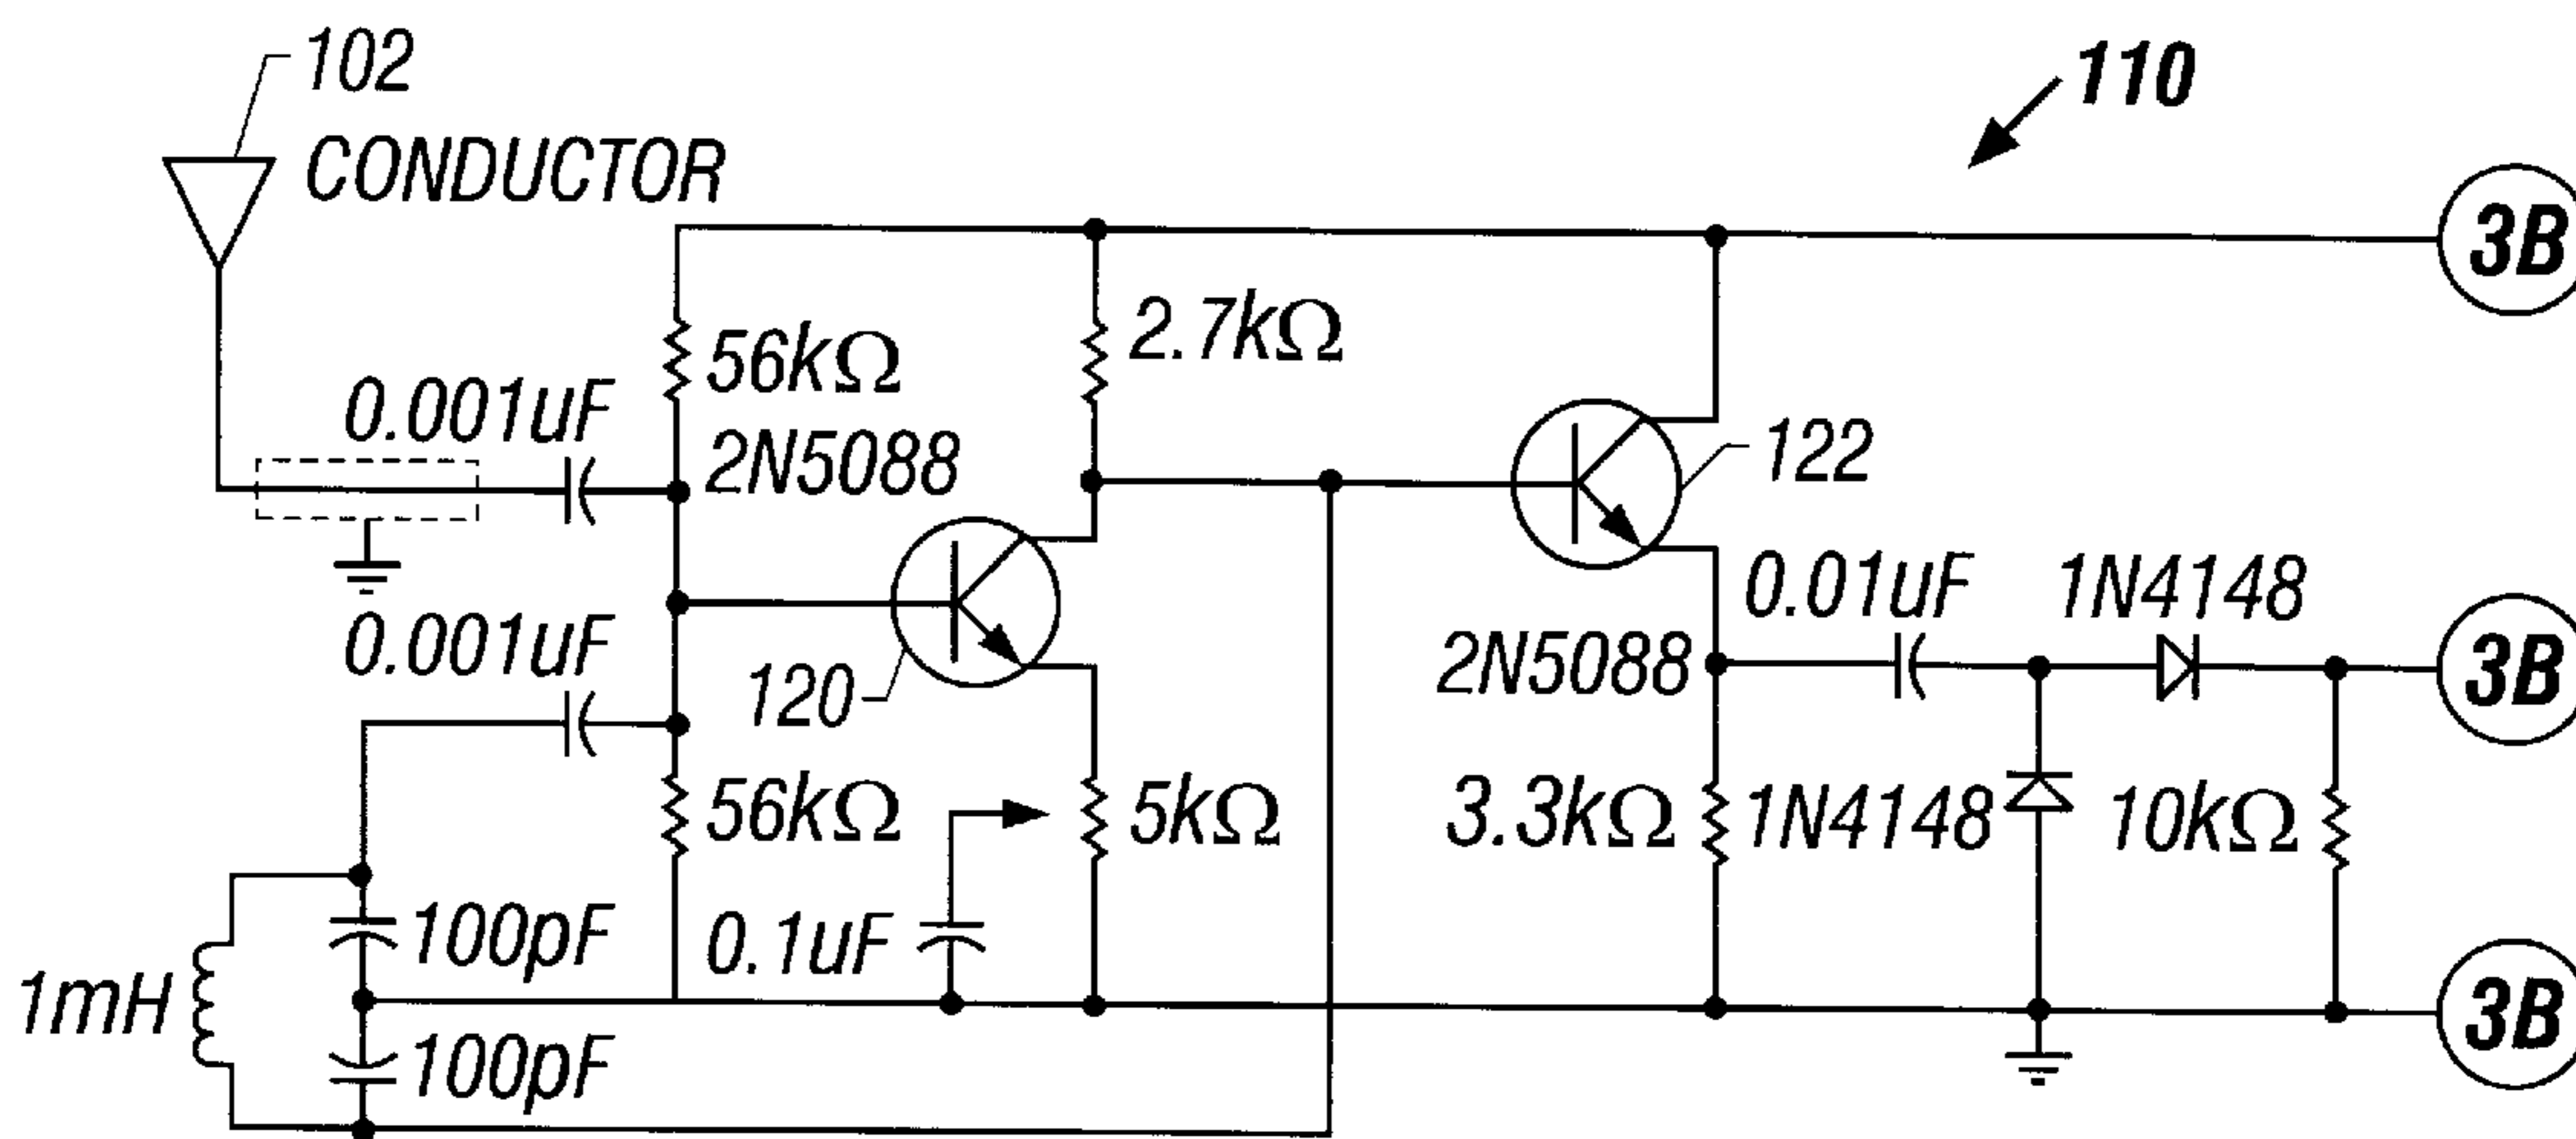 102
110
CONDUCTOR
3B
2.7kΩ
56kΩ
0.001uF
2N5088
122
0.01uF
1N4148
0.001uF
2N5088
120
3B
56kΩ
5kΩ
3.3kΩ
1N4148
10kΩ
100pF
0.1uF
1mH
3B
100pF